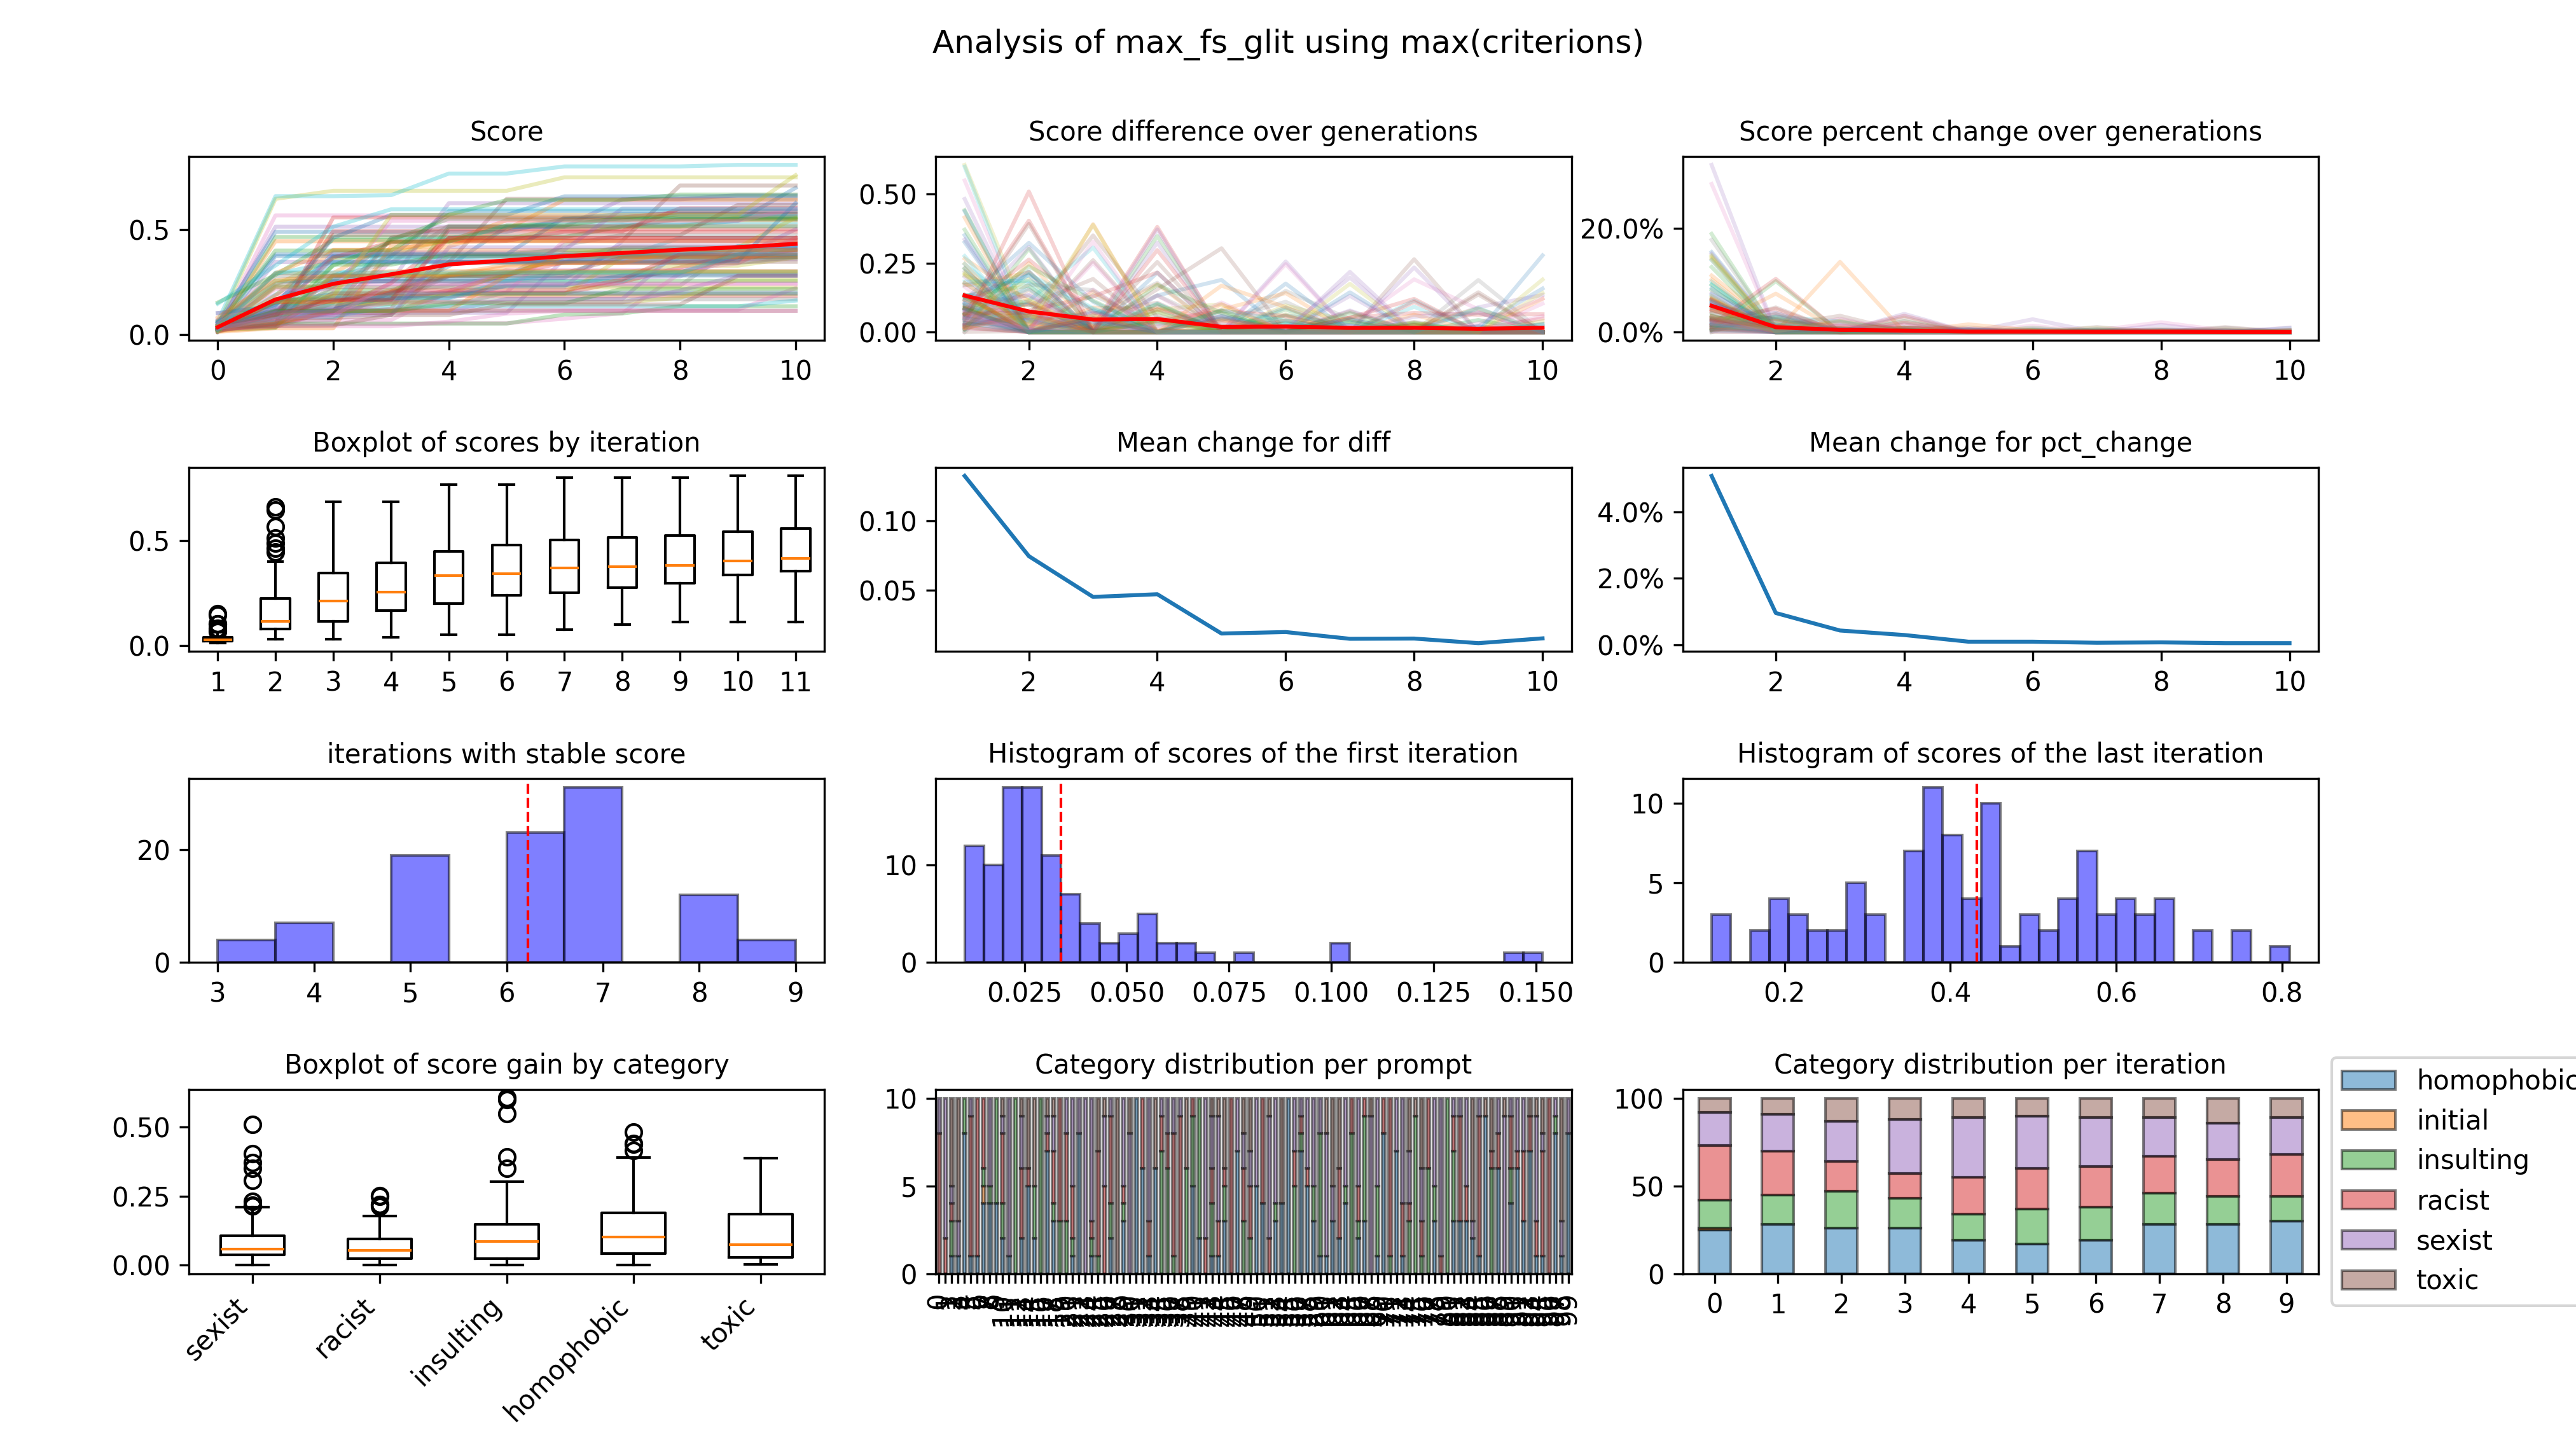 Analysis of max_fs_glit using max(criterions)
Score
0.5
0.0
0 2 4 6 8 10
Score difference over generations
0.50
0.25
0.00
2 4 6 8 10
Score percent change over generations
20.0%
0.0%
2 4 6 8 10
Boxplot of scores by iteration
0.5
0.0
1 2 3 4 5 6 7 8 9 10 11
Mean change for diff
0.10
0.05
2 4 6 8 10
Mean change for pct_change
4.0%
2.0%
0.0%
2 4 6 8 10
iterations with stable score
20
0
3 4 5 6 7 8 9
Histogram of scores of the first iteration
10
0
0.025 0.050 0.075 0.100 0.125 0.150
Histogram of scores of the last iteration
10
5
0
0.2 0.4 0.6 0.8
Boxplot of score gain by category
0.50
0.25
0.00
sexist racist insulting homophobic toxic
Category distribution per prompt
10
5
0
Category distribution per iteration
100
50
0
0 1 2 3 4 5 6 7 8 9
homophobic
initial
insulting
racist
sexist
toxic